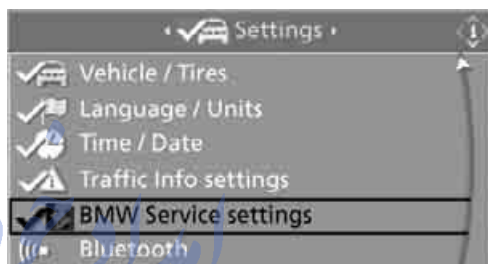 Settings
Vehicle / Tires
Language / Units
Time / Date
Traffic Info settings
BMW Service settings
Bluetooth